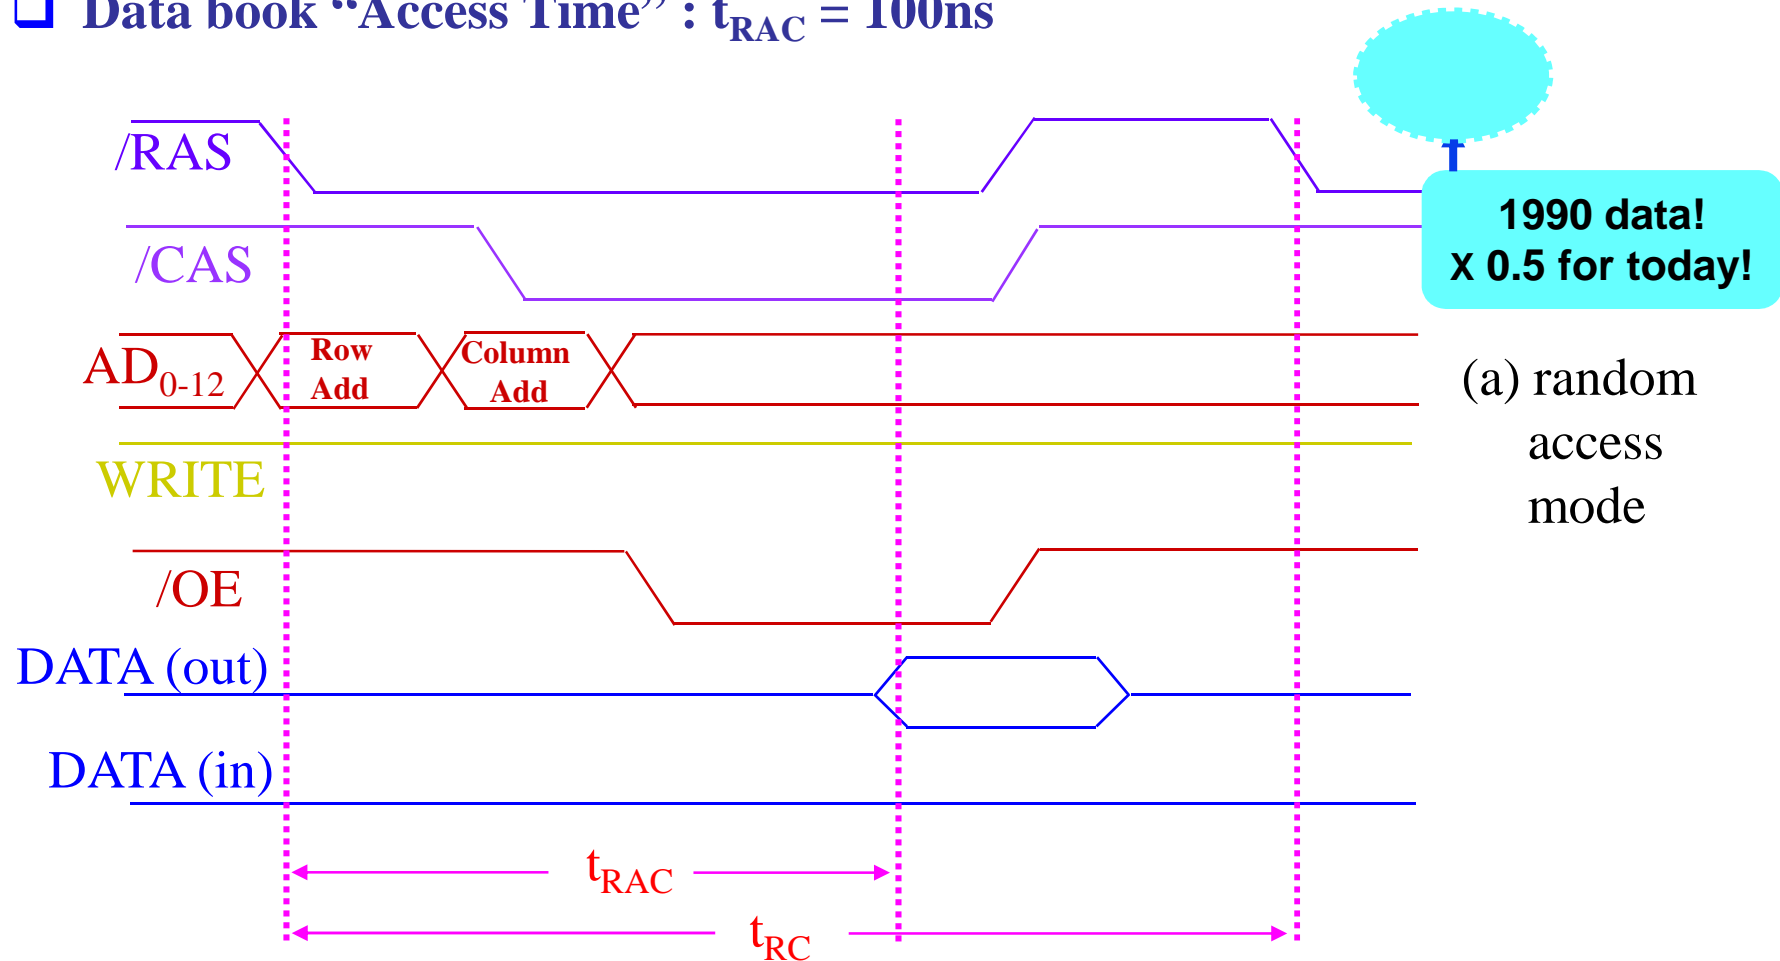 ❑ Data book “Access Time” : tRAC = 100ns
/RAS
1990 data!
X 0.5 for today!
/CAS
AD0-12
Row
Add
Column
Add
(a) random
access
mode
WRITE
/OE
DATA (out)
DATA (in)
tRAC
tRC